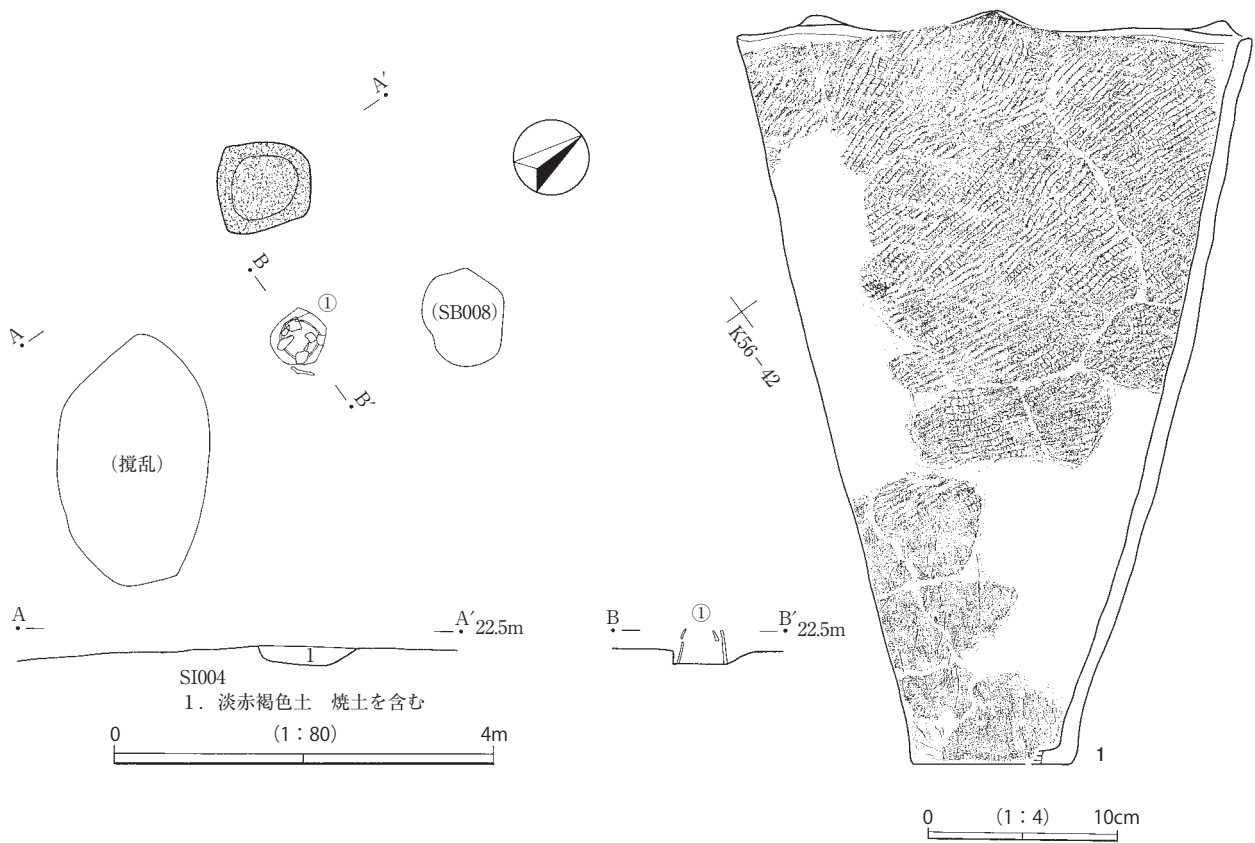 A′
B
①
(SB008)
A
K56－42
B′
(撹乱)
A
A′ 22.5m
B
①
B′ 22.5m
1
SI004
1．淡赤褐色土　焼土を含む
0 (1：80) 4m
1
0 (1：4) 10cm